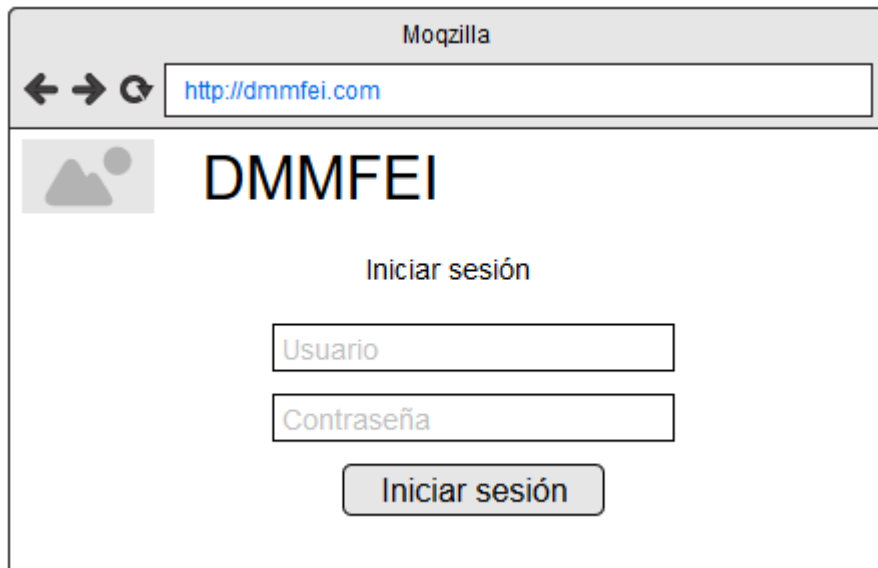 Moqzilla
http://dmmfei.com
DMMFEI
Iniciar sesión
Usuario
Contraseña
Iniciar sesión